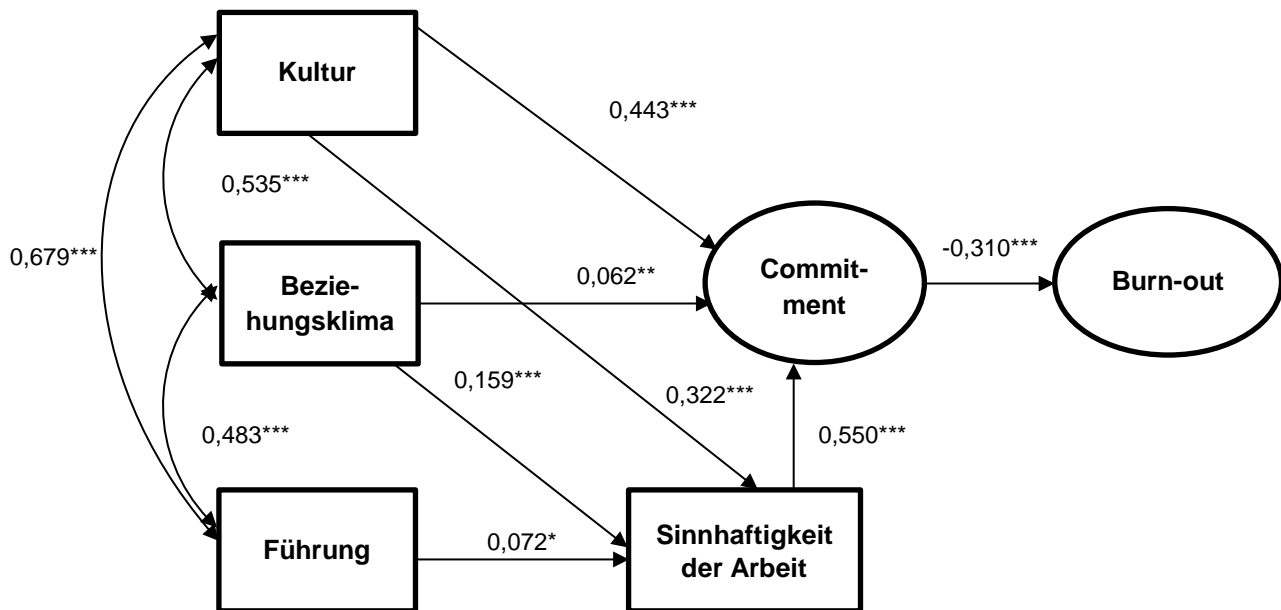 Kultur
0,443***
0,535***
0,679***
Bezie-
hungsklima
0,062**
Commit-
ment
-0,310***
Burn-out
0,159***
0,322***
0,483***
0,550***
Führung
0,072*
Sinnhaftigkeit
der Arbeit